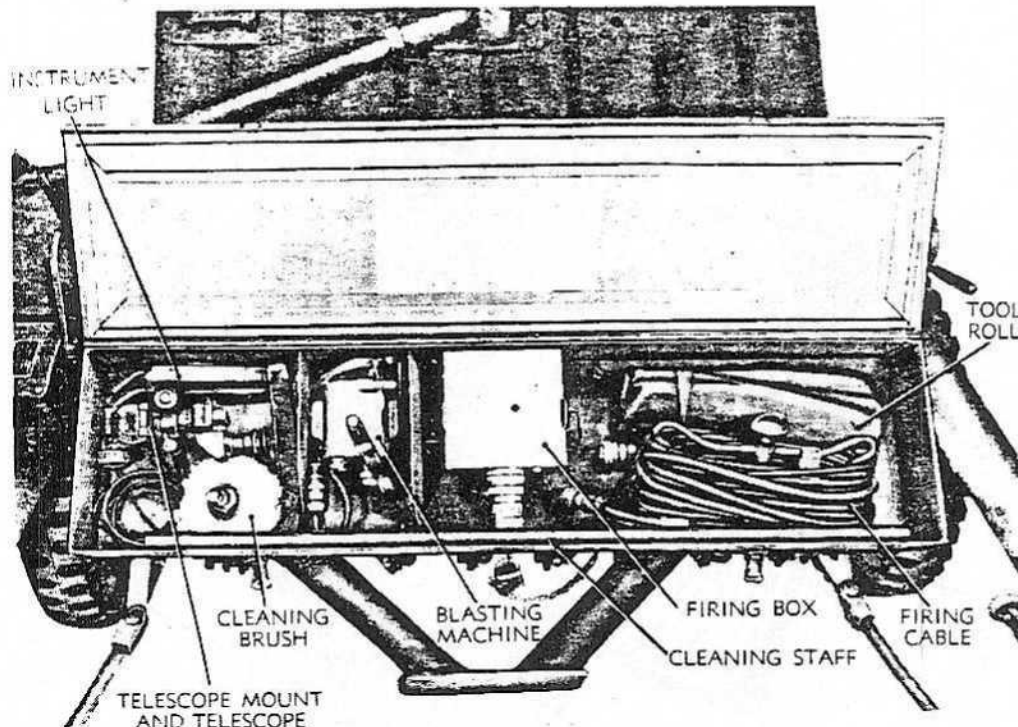 INSTRUMENT
LIGHT
TOOL
ROLL
CLEANING
BRUSH
BLASTING
MACHINE
FIRING BOX
FIRING
CABLE
CLEANING STAFF
TELESCOPE MOUNT
AND TELESCOPE